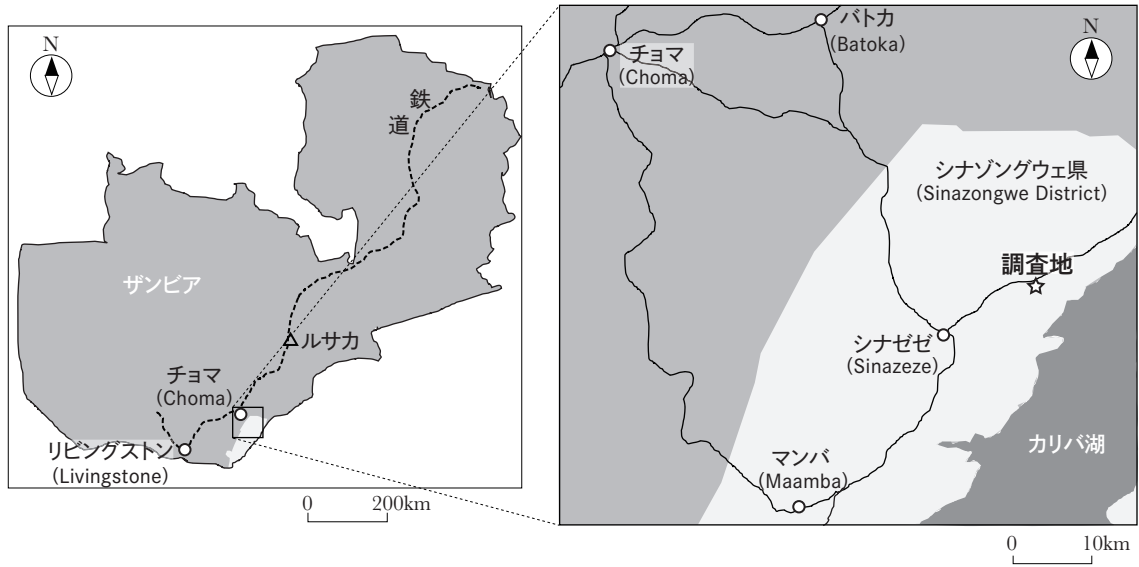 N
鉄
道
ザンビア
ルサカ
チョマ
(Choma)
リビングストン
(Livingstone)
0 200km
バトカ
(Batoka)
N
チョマ
(Choma)
シナゾングウェ県
(Sinazongwe District)
調査地
シナゼゼ
(Sinazeze)
カリバ湖
マンバ
(Maamba)
0 10km